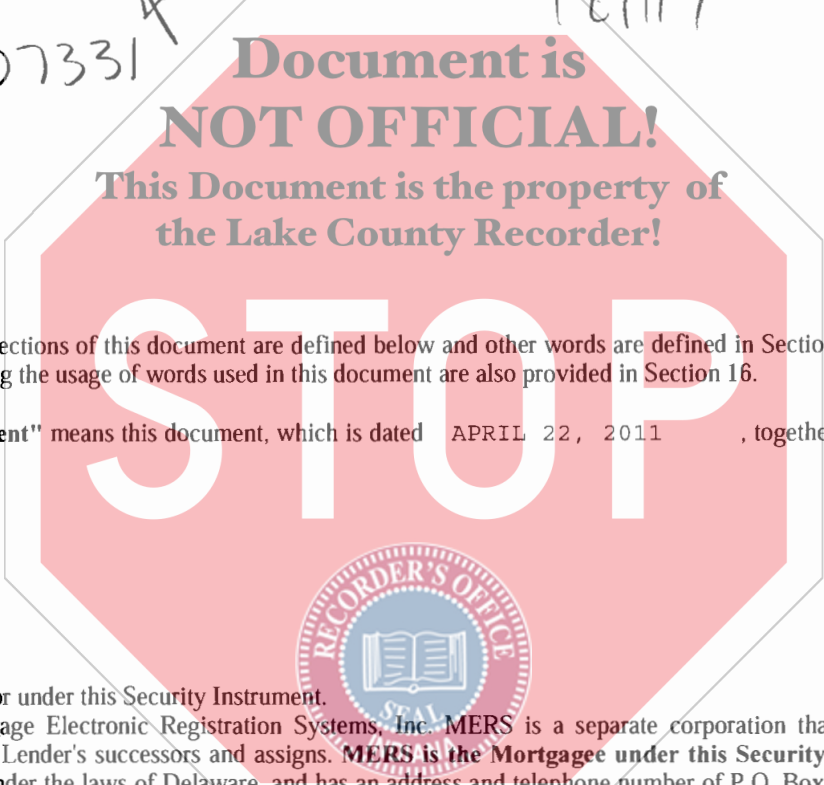 07331
Document is
NOT OFFICIAL!
This Document is the property of
the Lake County Recorder!
STOP
ections of this document are defined below and other words are defined in Sectio
g the usage of words used in this document are also provided in Section 16.
ent" means this document, which is dated APRIL 22, 2011 , togethe
RECORDER'S OFFICE
SEAL
r under this Security Instrument.
age Electronic Registration Systems, Inc. MERS is a separate corporation tha
Lender's successors and assigns. MERS is the Mortgagee under this Security
nder the laws of Delaware, and has an address and telephone number of P.O. Box